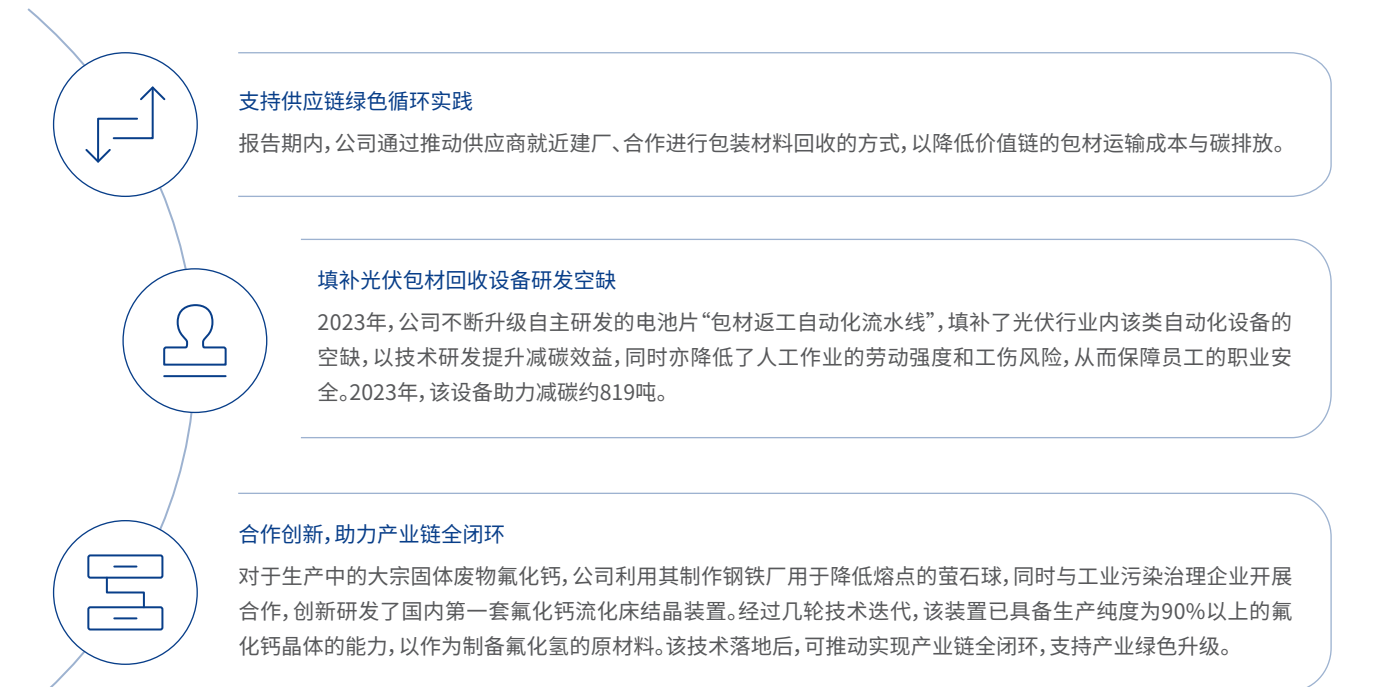 支持供应链绿色循环实践
报告期内，公司通过推动供应商就近建厂、合作进行包装材料回收的方式，以降低价值链的包材运输成本与碳排放。
填补光伏包材回收设备研发空缺
2023年，公司不断升级自主研发的电池片“包材返工自动化流水线”，填补了光伏行业内该类自动化设备的
空缺，以技术研发提升减碳效益，同时亦降低了人工作业的劳动强度和工伤风险，从而保障员工的职业安
全。2023年，该设备助力减碳约819吨。
合作创新，助力产业链全闭环
对于生产中的大宗固体废物氟化钙，公司利用其制作钢铁厂用于降低熔点的萤石球，同时与工业污染治理企业开展
合作，创新研发了国内第一套氟化钙流化床结晶装置。经过几轮技术迭代，该装置已具备生产纯度为90%以上的氟
化钙晶体的能力，以作为制备氟化氢的原材料。该技术落地后，可推动实现产业链全闭环，支持产业绿色升级。